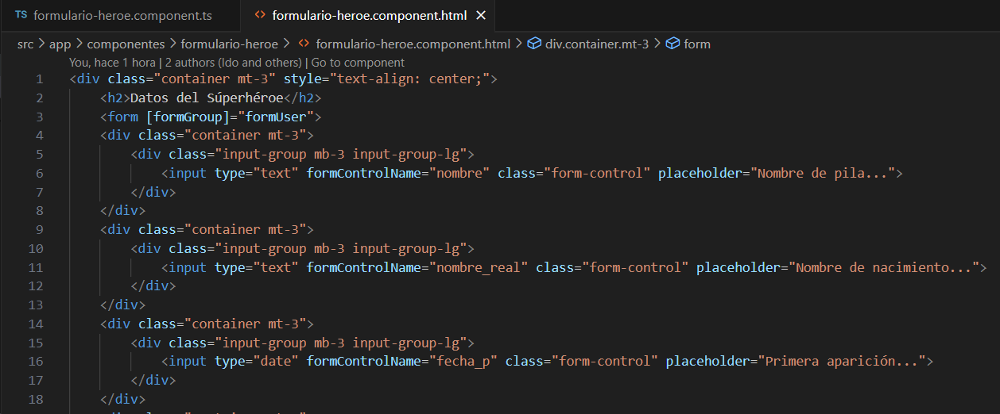 TS formulario-heroe.component.ts <> formulario-heroe.component.html ×
src > app > componentes > formulario-heroe > <> formulario-heroe.component.html > div.container.mt-3 > form
You, hace 1 hora | 2 authors (Ido and others) | Go to component
1 <div class="container mt-3" style="text-align: center;">
2 <h2>Datos del Súperhéroe</h2>
3 <form [formGroup]="formUser">
4 <div class="container mt-3">
5 <div class="input-group mb-3 input-group-lg">
6 <input type="text" formControlName="nombre" class="form-control" placeholder="Nombre de pila...">
7 </div>
8 </div>
9 <div class="container mt-3">
10 <div class="input-group mb-3 input-group-lg">
11 <input type="text" formControlName="nombre_real" class="form-control" placeholder="Nombre de nacimiento...">
12 </div>
13 </div>
14 <div class="container mt-3">
15 <div class="input-group mb-3 input-group-lg">
16 <input type="date" formControlName="fecha_p" class="form-control" placeholder="Primera aparición...">
17 </div>
18 </div>